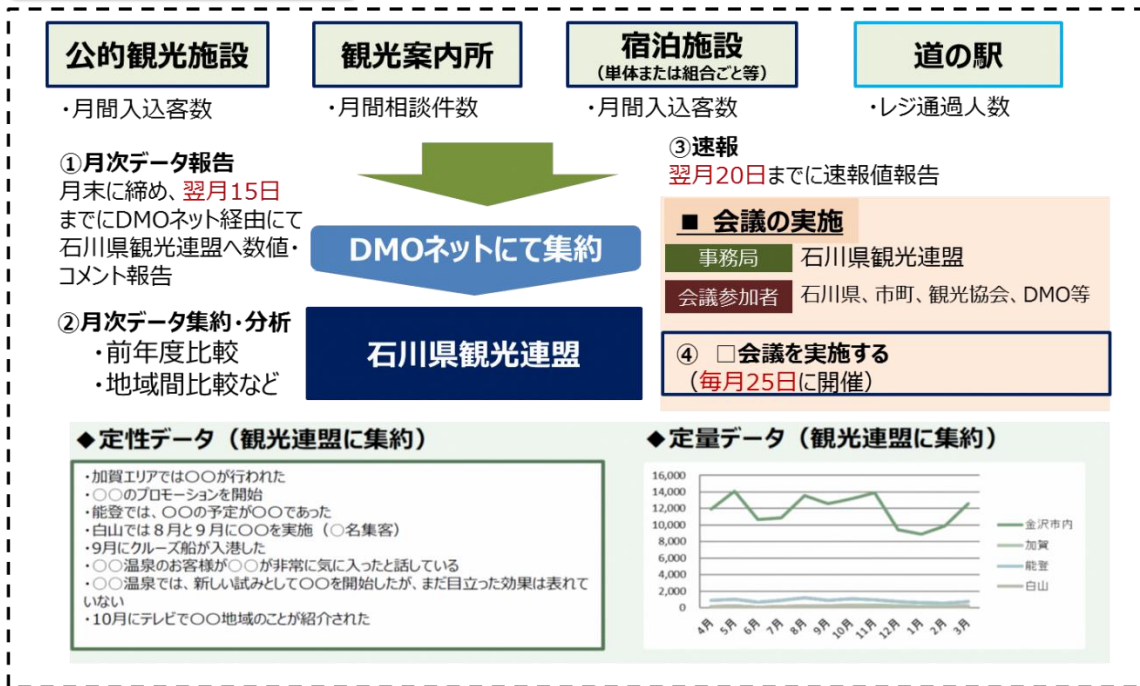 公的観光施設
・月間入込客数
観光案内所
・月間相談件数
宿泊施設
(単体または組合ごと等)
・月間入込客数
道の駅
・レジ通過人数
①月次データ報告
月末に締め、翌月15日
までにDMOネット経由にて
石川県観光連盟へ数値・
コメント報告
②月次データ集約・分析
・前年度比較
・地域間比較など
DMOネットにて集約
石川県観光連盟
③速報
翌月20日までに速報値報告
■ 会議の実施
事務局 石川県観光連盟
会議参加者 石川県、市町、観光協会、DMO等
④ □会議を実施する
（毎月25日に開催）
◆定性データ（観光連盟に集約）
・加賀エリアでは〇〇が行われた
・〇〇のプロモーションを開始
・能登では、〇〇の予定が〇〇であった
・白山では８月と９月に〇〇を実施（〇名集客）
・9月にクルーズ船が入港した
・〇〇温泉のお客様が〇〇が非常に気に入ったと話している
・〇〇温泉では、新しい試みとして〇〇を開始したが、まだ目立った効果は表れて
いない
・10月にテレビで〇〇地域のことが紹介された
◆定量データ（観光連盟に集約）
16,000
14,000
12,000
10,000
8,000
6,000
4,000
2,000
0
4月 5月 6月 7月 8月 9月 10月 11月 12月 1月 2月 3月
金沢市内
加賀
能登
白山